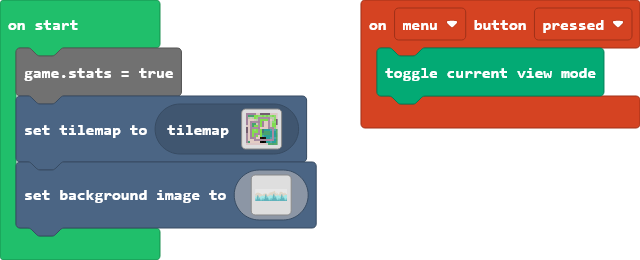 on start
game.stats = true
set tilemap to tilemap
set background image to
on menu button pressed
toggle current view mode